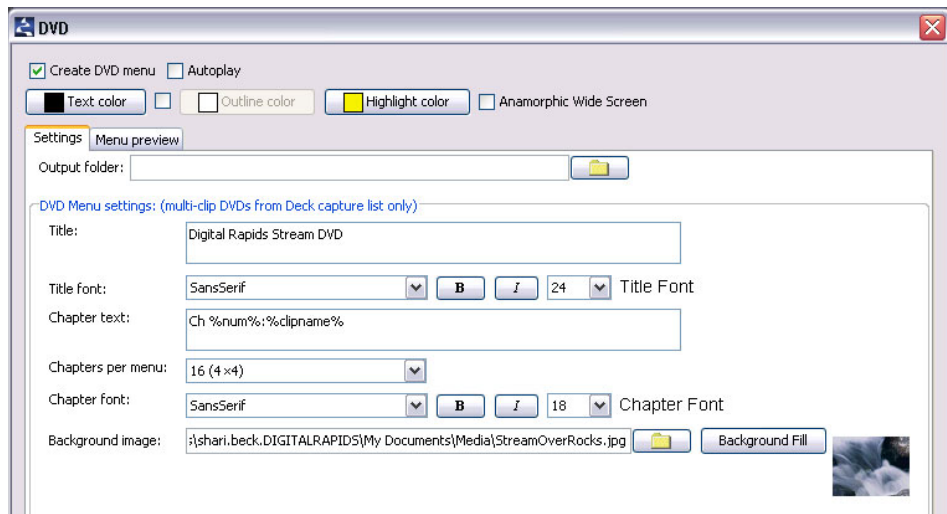 DVD
Create DVD menu Autoplay
Text color Outline color Highlight color Anamorphic Wide Screen
Settings Menu preview
Output folder:
DVD Menu settings: (multi-clip DVDs from Deck capture list only)
Title: Digital Rapids Stream DVD
Title font: SansSerif B I 24 Title Font
Chapter text: Ch %num%:%clipname%
Chapters per menu: 16 (4×4)
Chapter font: SansSerif B I 18 Chapter Font
Background image: :\shari.beck.DIGITALRAPIDS\My Documents\Media\StreamOverRocks.jpg Background Fill